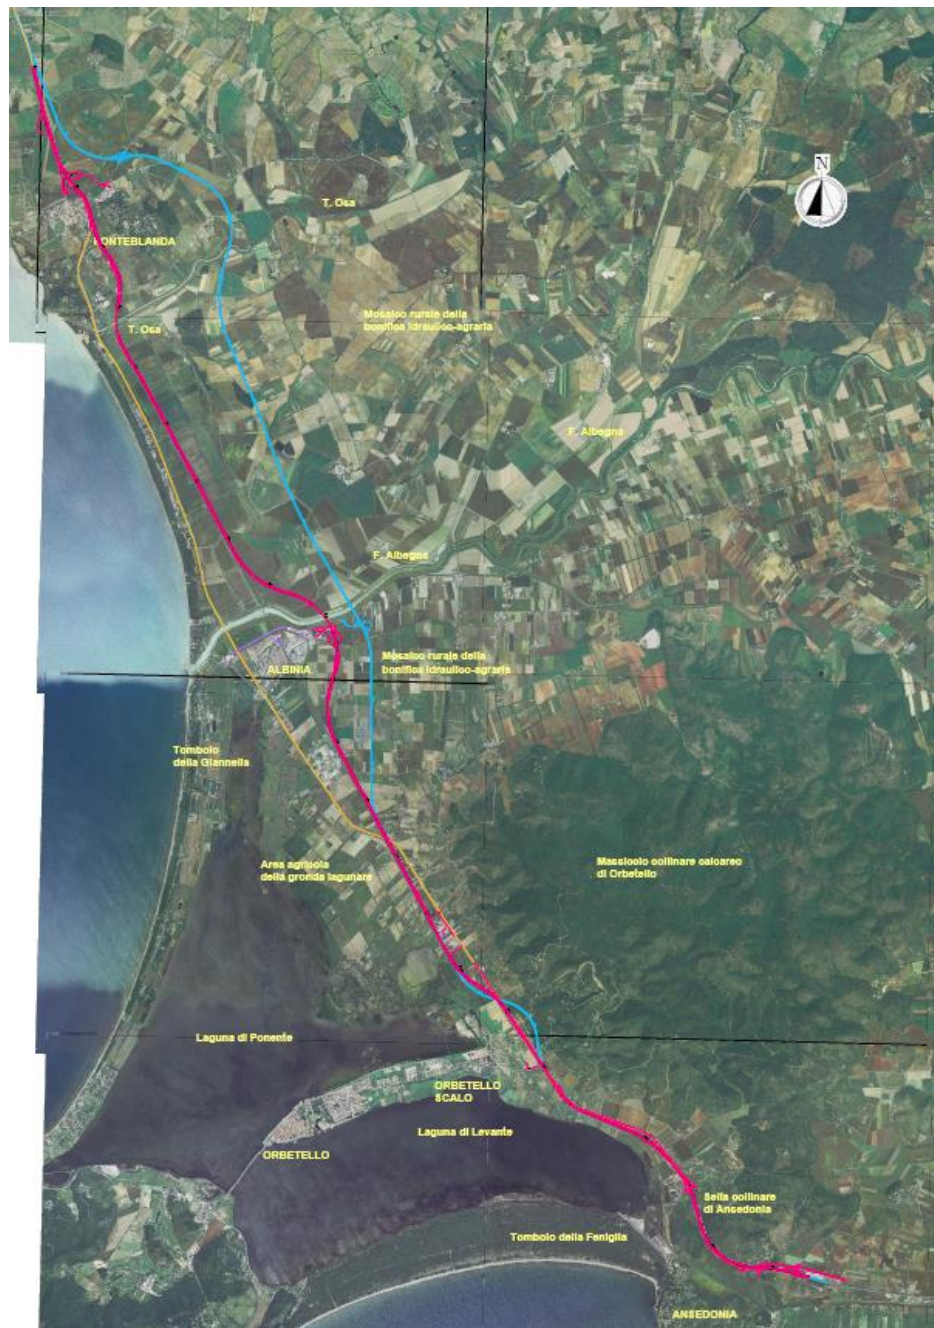 N
T. Osa
FONTEBLANDA
Mosaico rurale della
bonifica idraulico-agraria
T. Osa
F. Albegna
F. Albegna
Mosaico rurale della
bonifica idraulico-agraria
ALBINIA
Tombolo
della Giannella
Massiccio collinare calcareo
di Orbetello
Area agricola
della gronda lagunare
Laguna di Ponente
ORBETELLO
SCALO
Laguna di Levante
ORBETELLO
Sella collinare
di Ansedonia
Tombolo della Feniglia
ANSEDONIA